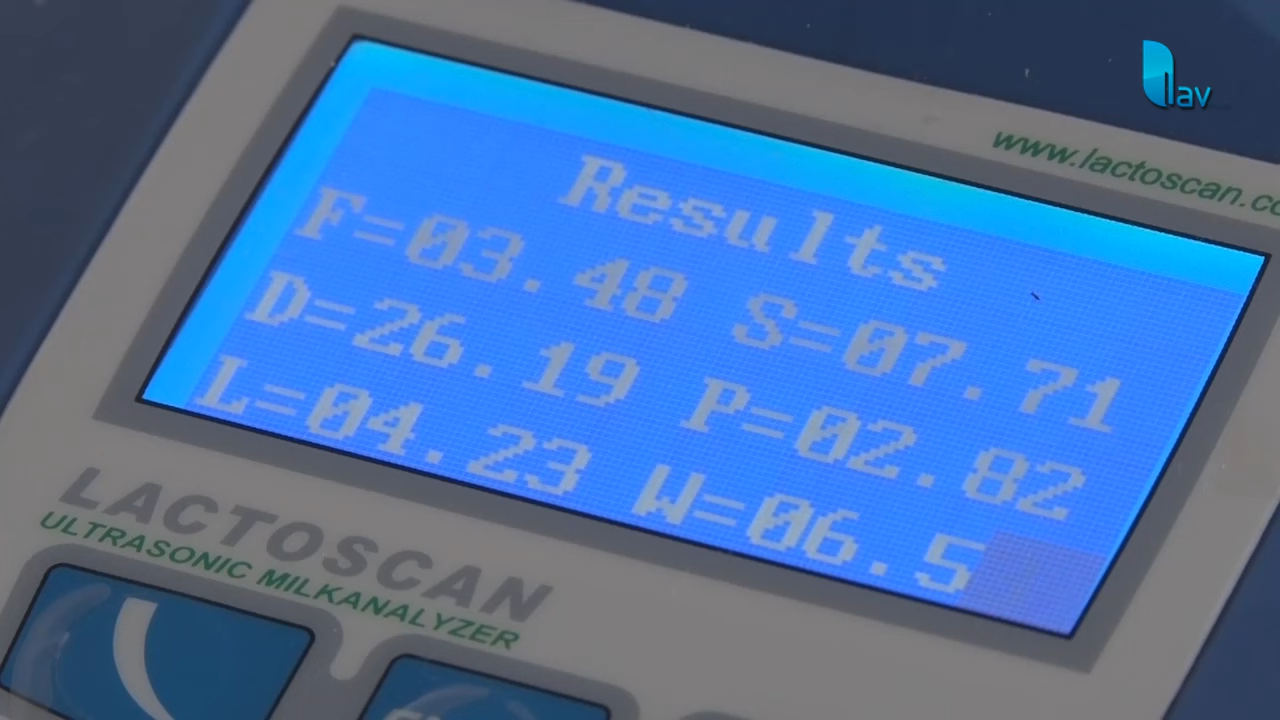 lav
www.lactoscan.co
Results
F=03.48 S=07.71
D=26.19 P=02.82
L=04.23 W=06.5
LACTOSCAN
ULTRASONIC MILKANALYZER